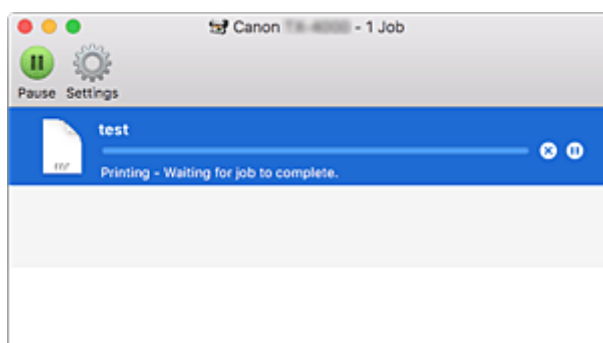 Canon - 1 Job
Pause Settings
test
Printing - Waiting for job to complete.